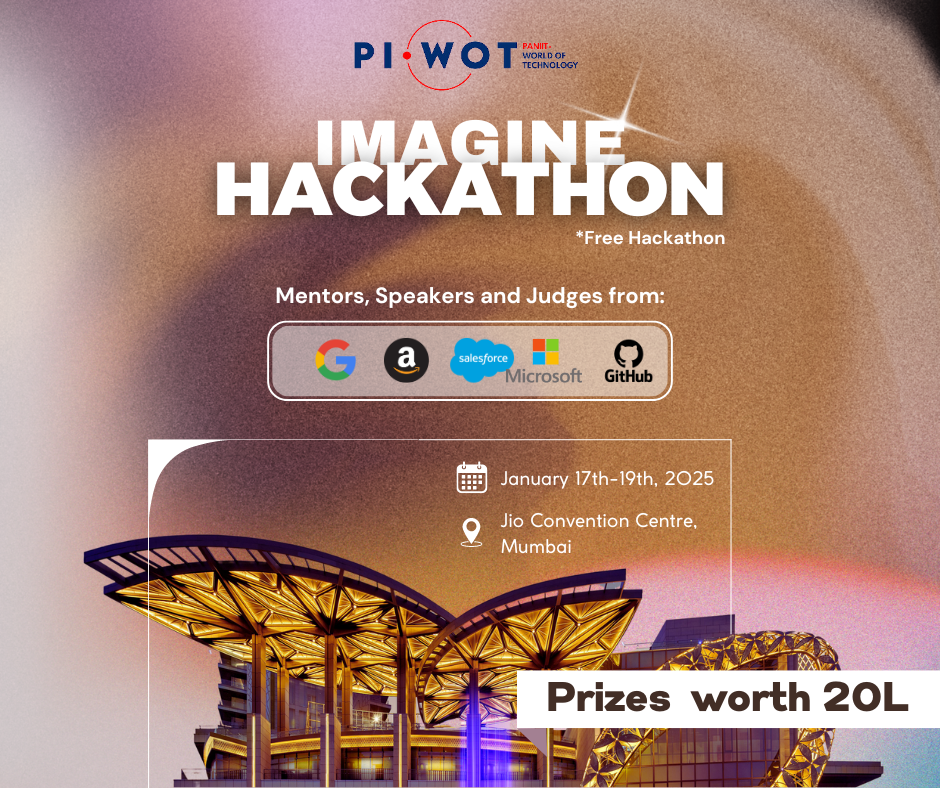 PI•WOT
PANIIT-
WORLD OF
TECHNOLOGY
IMAGINE
HACKATHON
*Free Hackathon
Mentors, Speakers and Judges from:
G a salesforce Microsoft GitHub
January 17th-19th, 2025
Jio Convention Centre,
Mumbai
Prizes worth 20L